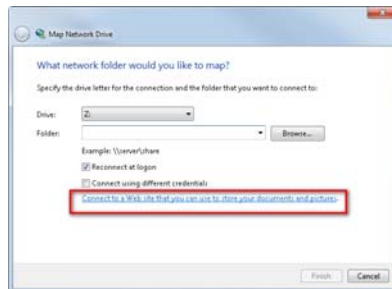 Map Network Drive
What network folder would you like to map?
Specify the drive letter for the connection and the folder that you want to connect to:
Drive: Z:
Folder: Browse...
Example: \\server\share
Reconnect at logon
Connect using different credentials
Connect to a Web site that you can use to store your documents and pictures.
Finish Cancel